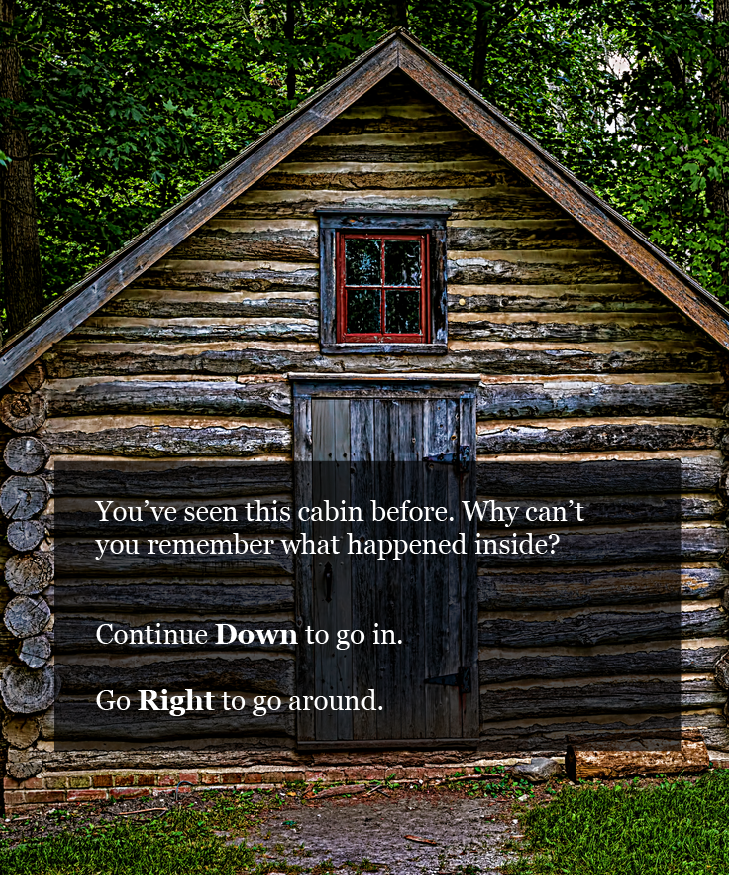 You’ve seen this cabin before. Why can’t
you remember what happened inside?
Continue Down to go in.
Go Right to go around.